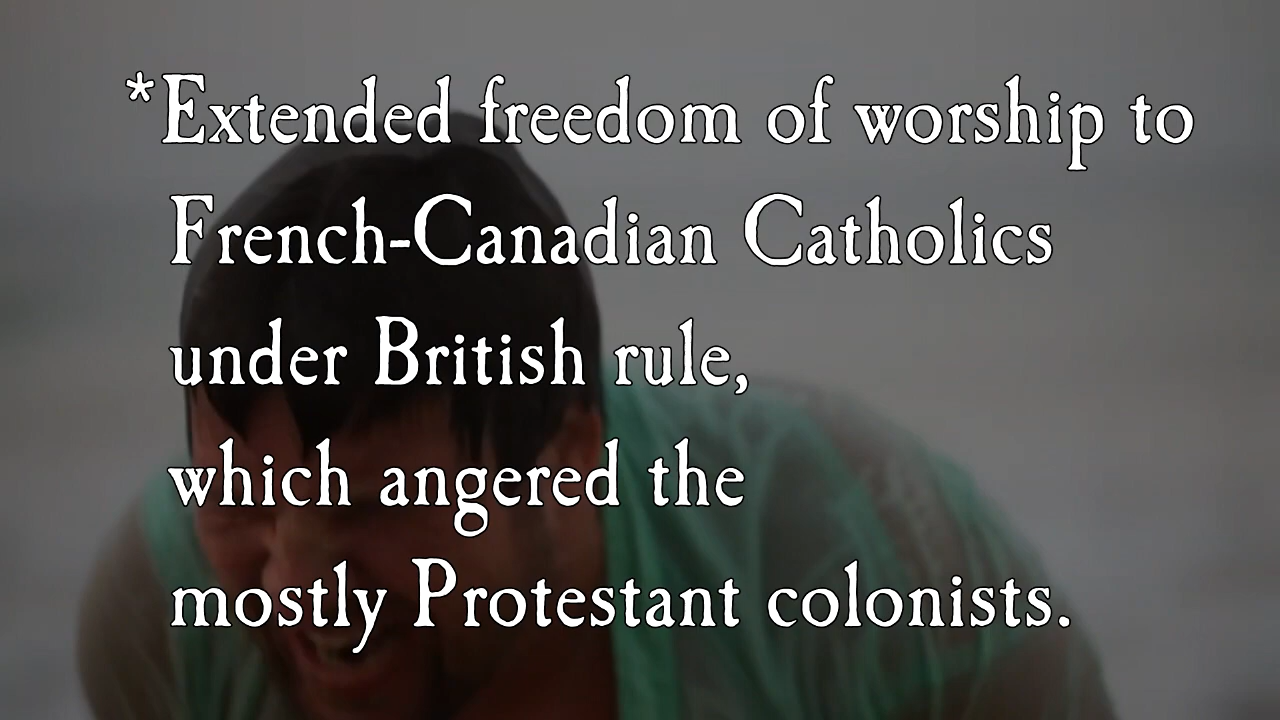 *Extended freedom of worship to
French-Canadian Catholics
under British rule,
which angered the
mostly Protestant colonists.